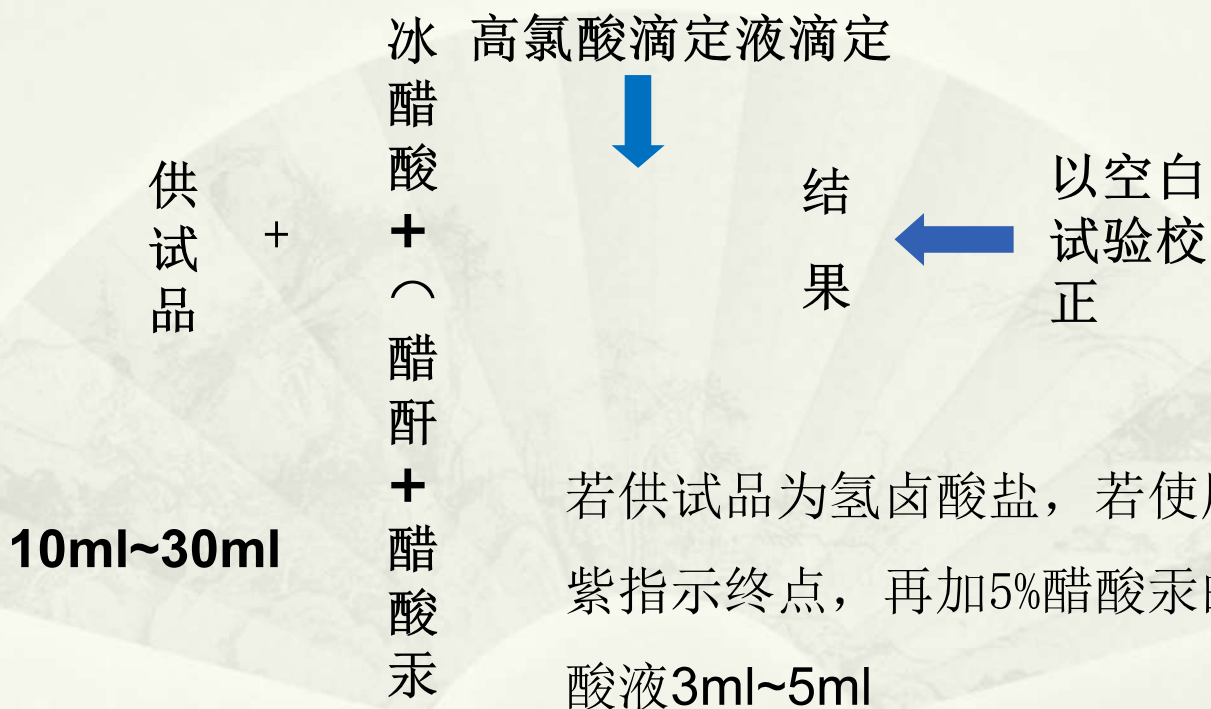 高氯酸滴定液滴定
供试品
+
冰醋酸+（醋酐+醋酸汞
结果
以空白
试验校
正
10ml~30ml
若供试品为氢卤酸盐，若使
紫指示终点，再加5%醋酸汞
酸液3ml~5ml